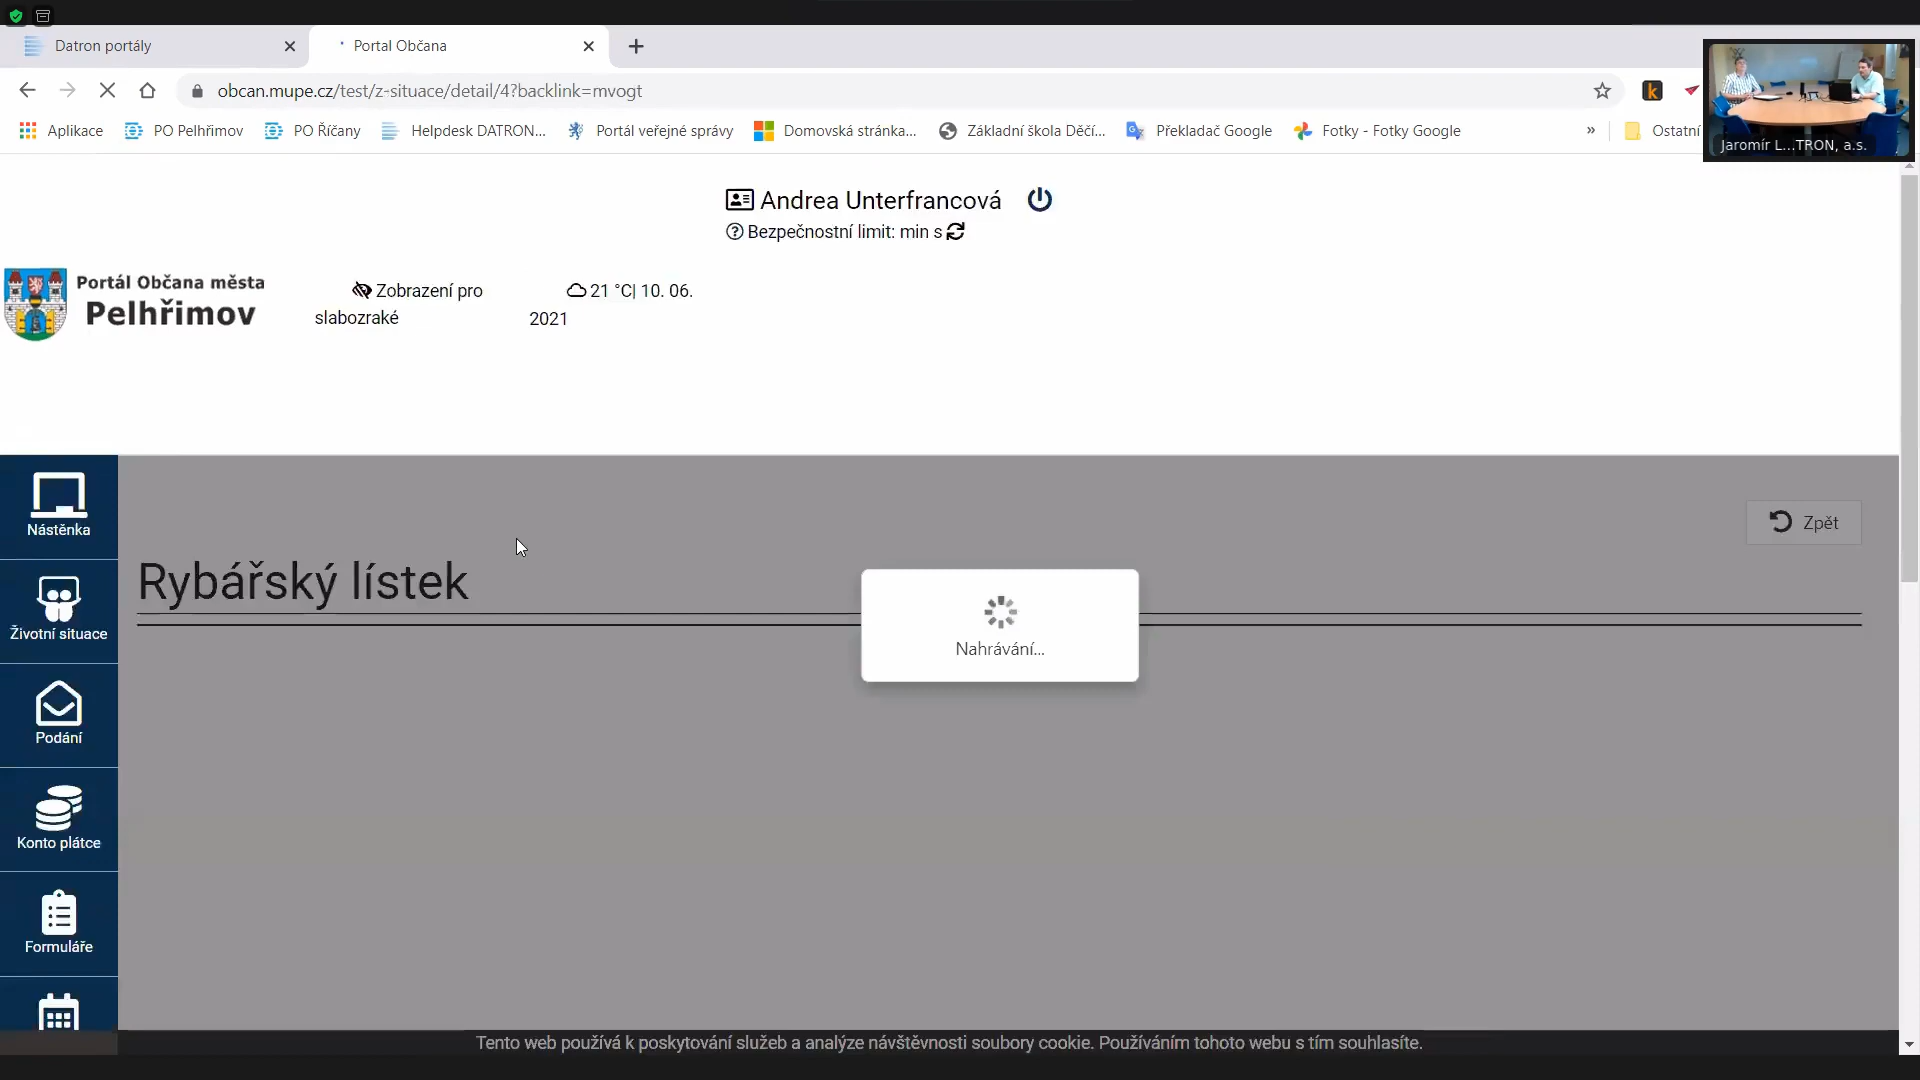 Datron portály
Portal Občana
obcan.mupe.cz/test/z-situace/detail/4?backlink=mvogt
Aplikace
PO Pelhřimov
PO Říčany
Helpdesk DATRON...
Portál veřejné správy
Domovská stránka...
Základní škola Děčí...
Překladač Google
Fotky - Fotky Google
»
Ostatní
Jaromír L...TRON, a.s.
Andrea Unterfrancová
Bezpečnostní limit: min s
Portál Občana města
Pelhřimov
Zobrazení pro
slabozraké
21 °C| 10. 06.
2021
Nástěnka
Životní situace
Podání
Konto plátce
Formuláře
Zpět
Rybářský lístek
Nahrávání...
Tento web používá k poskytování služeb a analýze návštěvnosti soubory cookie. Používáním tohoto webu s tím souhlasíte.